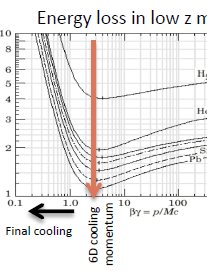 Energy loss in low z m
10
8
6
5
4
3
2
1
H
He
Pb
0.1
1.0
10
100
βγ = p/Mc
Final cooling
6D cooling
momentum